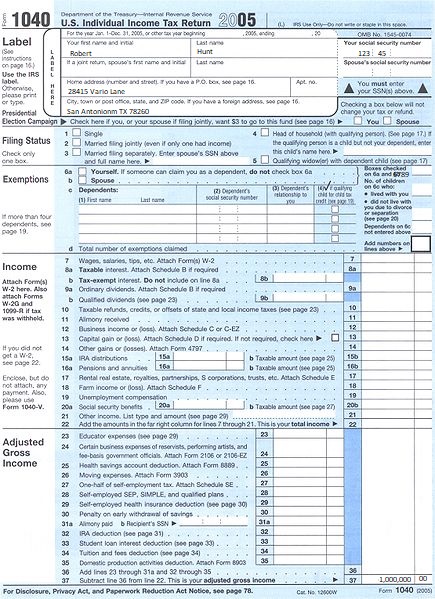 Form 1040 Department of the Treasury—Internal Revenue Service
U.S. Individual Income Tax Return 2005 (L) IRS Use Only—Do not write or staple in this space.
Label
(See instructions on page 16.)
Use the IRS label.
Otherwise, please print or type.
LABEL HERE
For the year Jan. 1–Dec. 31, 2005, or other tax year beginning , 2005, ending , 20 OMB No. 1545-0074
Your first name and initial Last name Your social security number
Robert Hunt 123 : 45 :
If a joint return, spouse's first name and initial Last name Spouse's social security number
Home address (number and street). If you have a P.O. box, see page 16. Apt. no.
28415 Vario Lane
▲ You must enter your SSN(s) above. ▲
City, town or post office, state, and ZIP code. If you have a foreign address, see page 16.
San Antonionm TX 78260
Checking a box below will not change your tax or refund.
Presidential
Election Campaign ▶ Check here if you, or your spouse if filing jointly, want $3 to go to this fund (see page 16) ▶ You Spouse
Filing Status
Check only one box.
1 Single
2 Married filing jointly (even if only one had income)
3 Married filing separately. Enter spouse's SSN above and full name here. ▶
4 Head of household (with qualifying person). (See page 17.) If the qualifying person is a child but not your dependent, enter this child's name here. ▶
5 Qualifying widow(er) with dependent child (see page 17)
Exemptions
6a Yourself. If someone can claim you as a dependent, do not check box 6a
b Spouse
c Dependents:
(1) First name Last name
(2) Dependent's social security number
(3) Dependent's relationship to you
(4) ✓ if qualifying child for child tax credit (see page 19)
If more than four dependents, see page 19.
d Total number of exemptions claimed
Boxes checked on 6a and 6b
6789
No. of children on 6c who:
• lived with you
• did not live with you due to divorce or separation (see page 20)
Dependents on 6c not entered above
Add numbers on lines above ▶
Income
Attach Form(s) W-2 here. Also attach Forms W-2G and 1099-R if tax was withheld.
If you did not get a W-2, see page 22.
Enclose, but do not attach, any payment. Also, please use Form 1040-V.
7 Wages, salaries, tips, etc. Attach Form(s) W-2 7
8a Taxable interest. Attach Schedule B if required 8a
b Tax-exempt interest. Do not include on line 8a 8b
9a Ordinary dividends. Attach Schedule B if required 9a
b Qualified dividends (see page 23) 9b
10 Taxable refunds, credits, or offsets of state and local income taxes (see page 23) 10
11 Alimony received 11
12 Business income or (loss). Attach Schedule C or C-EZ 12
13 Capital gain or (loss). Attach Schedule D if required. If not required, check here ▶ 13
14 Other gains or (losses). Attach Form 4797 14
15a IRA distributions 15a b Taxable amount (see page 25) 15b
16a Pensions and annuities 16a b Taxable amount (see page 25) 16b
17 Rental real estate, royalties, partnerships, S corporations, trusts, etc. Attach Schedule E 17
18 Farm income or (loss). Attach Schedule F 18
19 Unemployment compensation 19
20a Social security benefits 20a b Taxable amount (see page 27) 20b
21 Other income. List type and amount (see page 29) 21
22 Add the amounts in the far right column for lines 7 through 21. This is your total income ▶ 22
Adjusted Gross Income
23 Educator expenses (see page 29) 23
24 Certain business expenses of reservists, performing artists, and fee-basis government officials. Attach Form 2106 or 2106-EZ 24
25 Health savings account deduction. Attach Form 8889 25
26 Moving expenses. Attach Form 3903 26
27 One-half of self-employment tax. Attach Schedule SE 27
28 Self-employed SEP, SIMPLE, and qualified plans 28
29 Self-employed health insurance deduction (see page 30) 29
30 Penalty on early withdrawal of savings 30
31a Alimony paid b Recipient's SSN ▶ 31a
32 IRA deduction (see page 31) 32
33 Student loan interest deduction (see page 33) 33
34 Tuition and fees deduction (see page 34) 34
35 Domestic production activities deduction. Attach Form 8903 35
36 Add lines 23 through 31a and 32 through 35 36
37 Subtract line 36 from line 22. This is your adjusted gross income ▶ 37 1,000,000 00
For Disclosure, Privacy Act, and Paperwork Reduction Act Notice, see page 78. Cat. No. 12600W Form 1040 (2005)